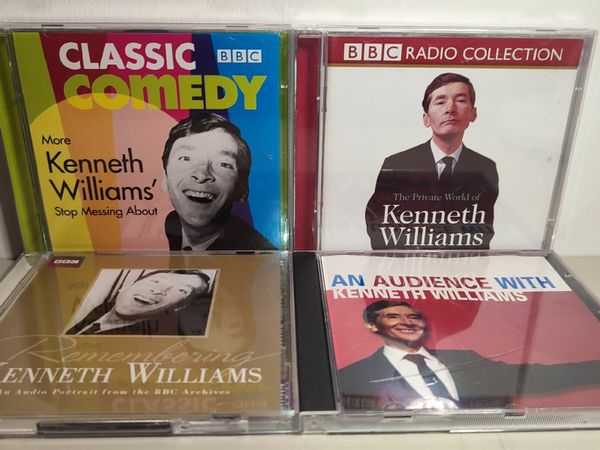 CLASSIC BBC
COMEDY
More
Kenneth
Williams'
Stop Messing About
BBC RADIO COLLECTION
The Private World of
Kenneth
Williams
BBC
Remembering
KENNETH WILLIAMS
An Audio Portrait from the BBC Archives
AN AUDIENCE WITH
KENNETH WILLIAMS